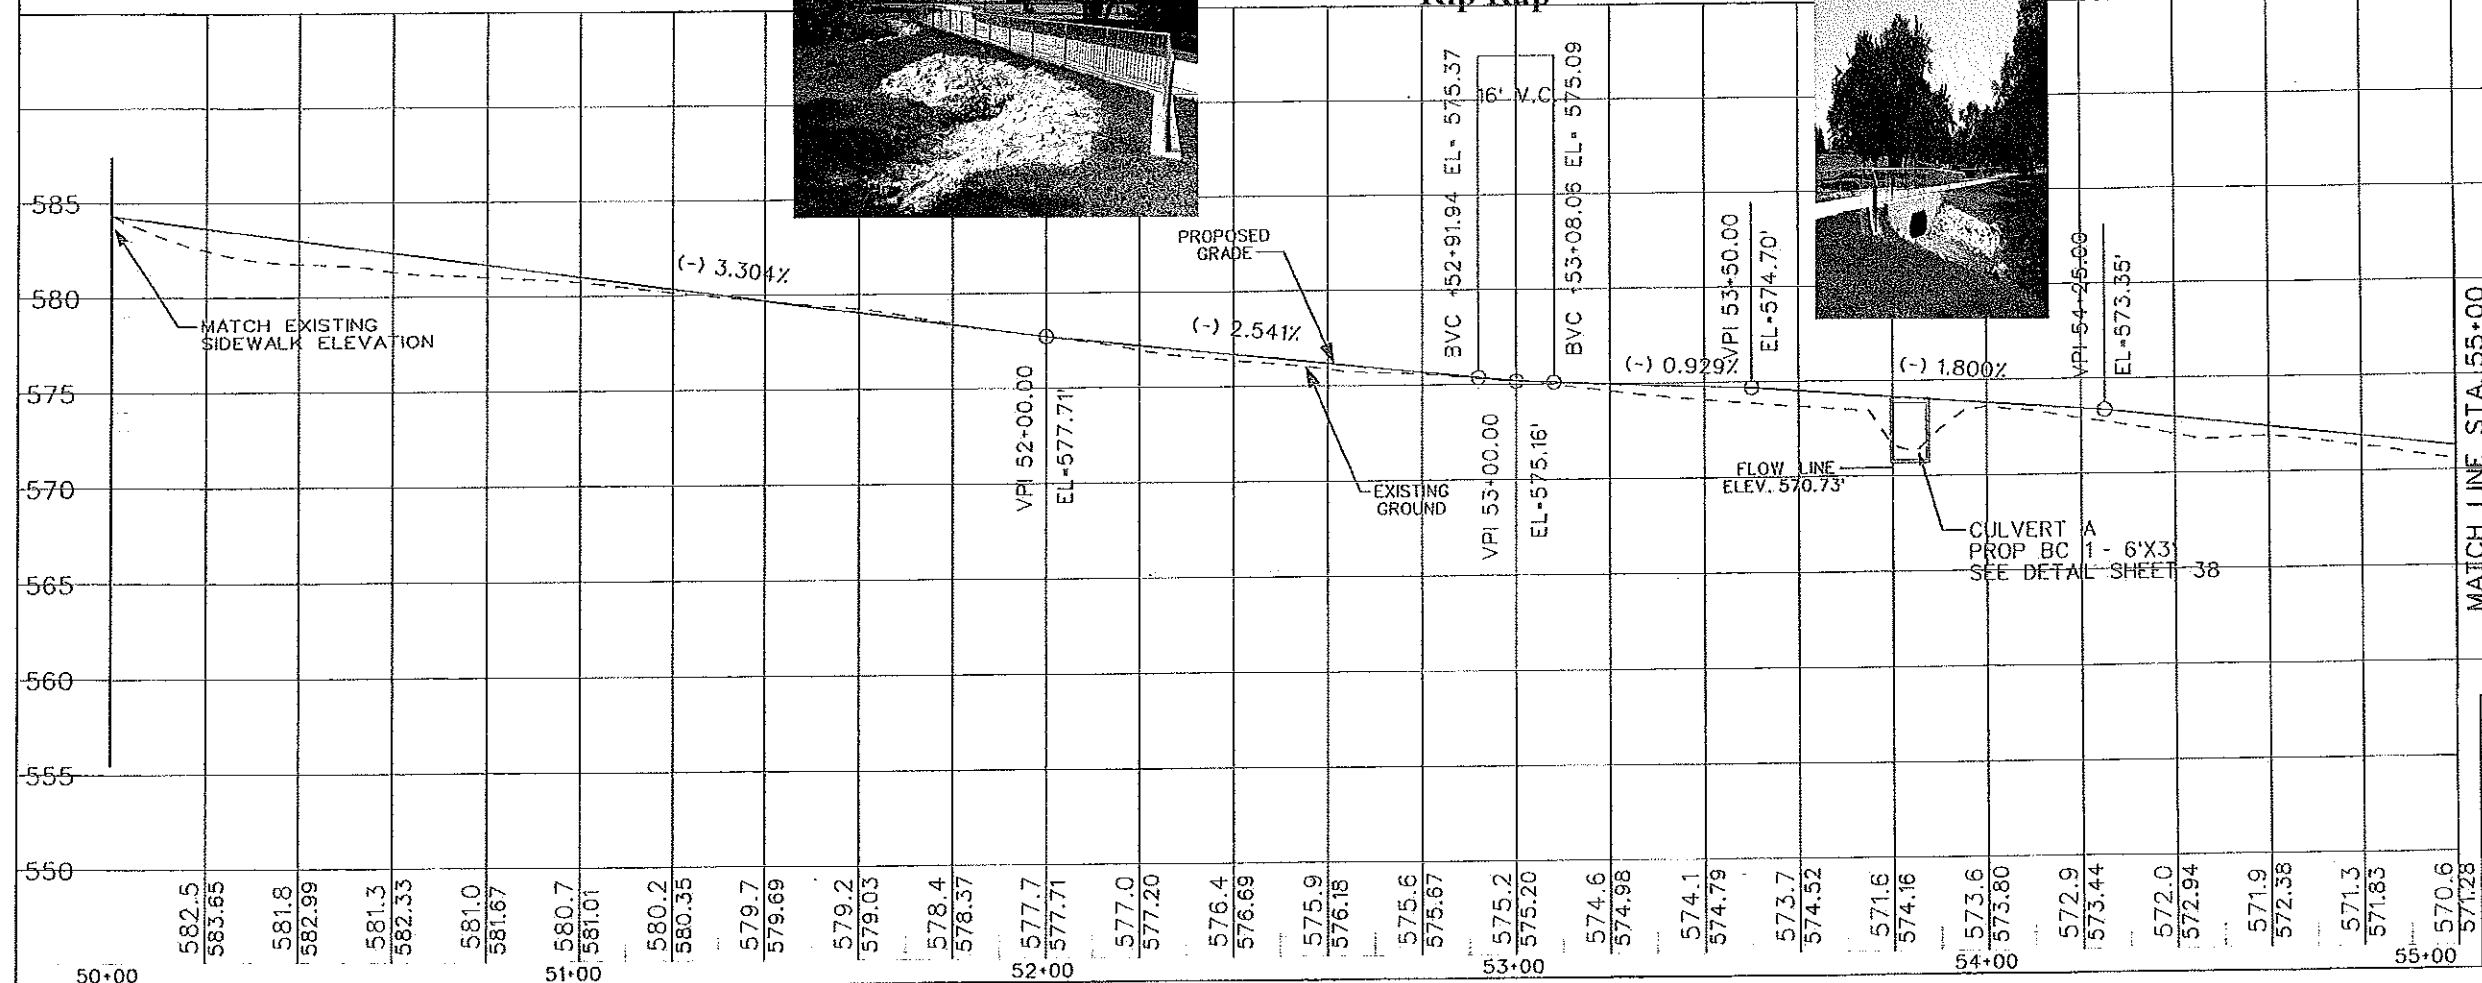 Rip Rap
BVC +52+91.94 EL= 575.37
16' V.C.
BVC +53+08.06 EL= 575.09
585
580
575
570
565
560
555
550
MATCH EXISTING
SIDEWALK ELEVATION
(-) 3.304%
VPI 52+00.00
EL=577.71'
PROPOSED
GRADE
(-) 2.541%
EXISTING
GROUND
VPI 53+00.00
EL=575.16'
(-) 0.929%
VPI 53+50.00
EL=574.70'
(-) 1.800%
VPI 54+25.00
EL=573.35'
FLOW LINE
ELEV. 570.73'
CULVERT A
PROP BC 1 - 6'X3'
SEE DETAIL SHEET 38
MATCH LINE STA.55+00
582.5
583.65
581.8
582.99
581.3
582.33
581.0
581.67
580.7
581.01
580.2
580.35
579.7
579.69
579.2
579.03
578.4
578.37
577.7
577.71
577.0
577.20
576.4
576.69
575.9
576.18
575.6
575.67
575.2
575.20
574.6
574.98
574.1
574.79
573.7
574.52
571.6
574.16
573.6
573.80
572.9
573.44
572.0
572.94
571.9
572.38
571.3
571.83
570.6
571.28
50+00
51+00
52+00
53+00
54+00
55+00